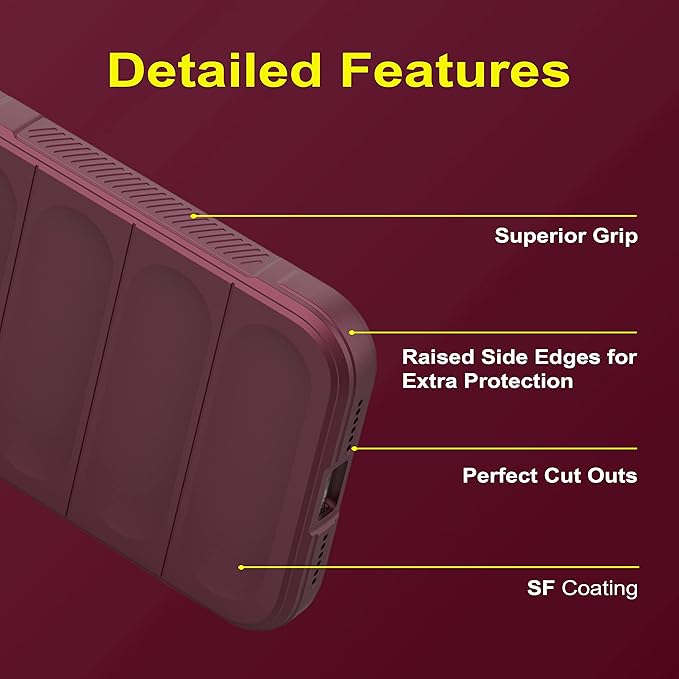 Detailed Features
Superior Grip
Raised Side Edges for
Extra Protection
Perfect Cut Outs
SF Coating